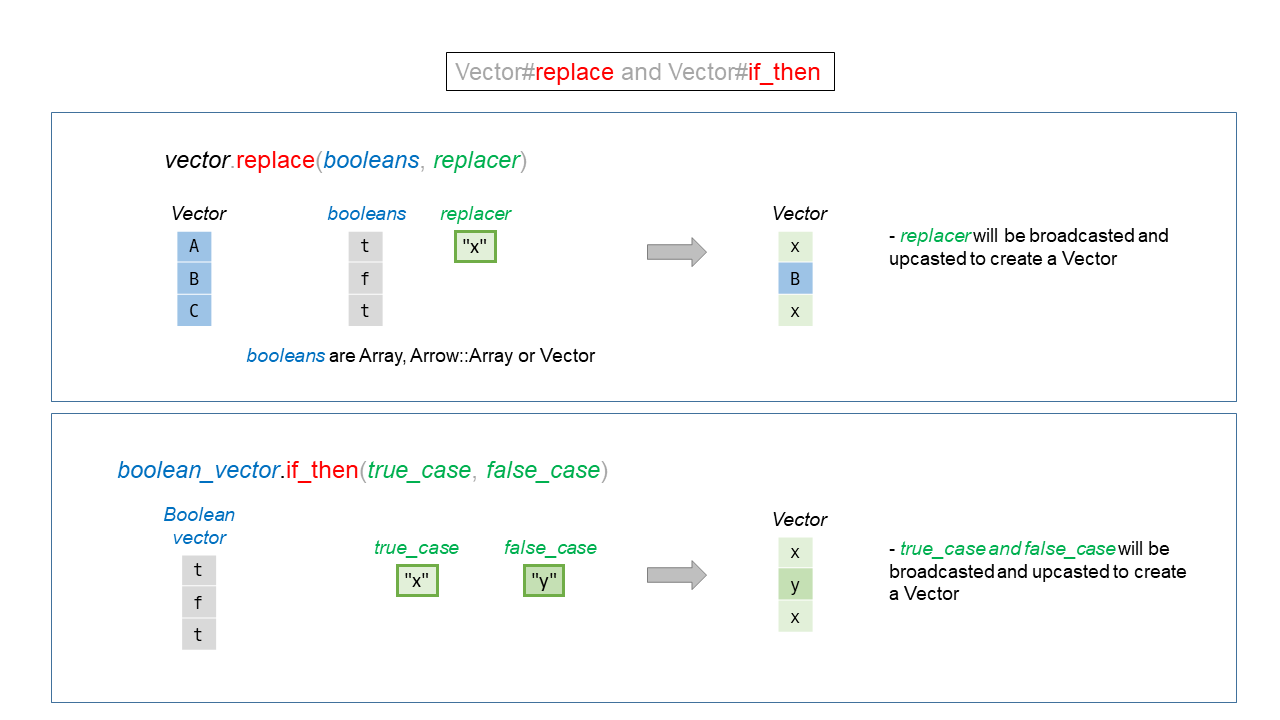 Vector#replace and Vector#if_then
vector.replace(booleans, replacer)
Vector booleans replacer Vector
A t "x" x
B f B
C t x
- replacer will be broadcasted and
upcasted to create a Vector
booleans are Array, Arrow::Array or Vector
boolean_vector.if_then(true_case, false_case)
Boolean
vector
t
f
t
true_case false_case
"x" "y"
Vector
x
y
x
- true_case and false_case will be
broadcasted and upcasted to create
a Vector